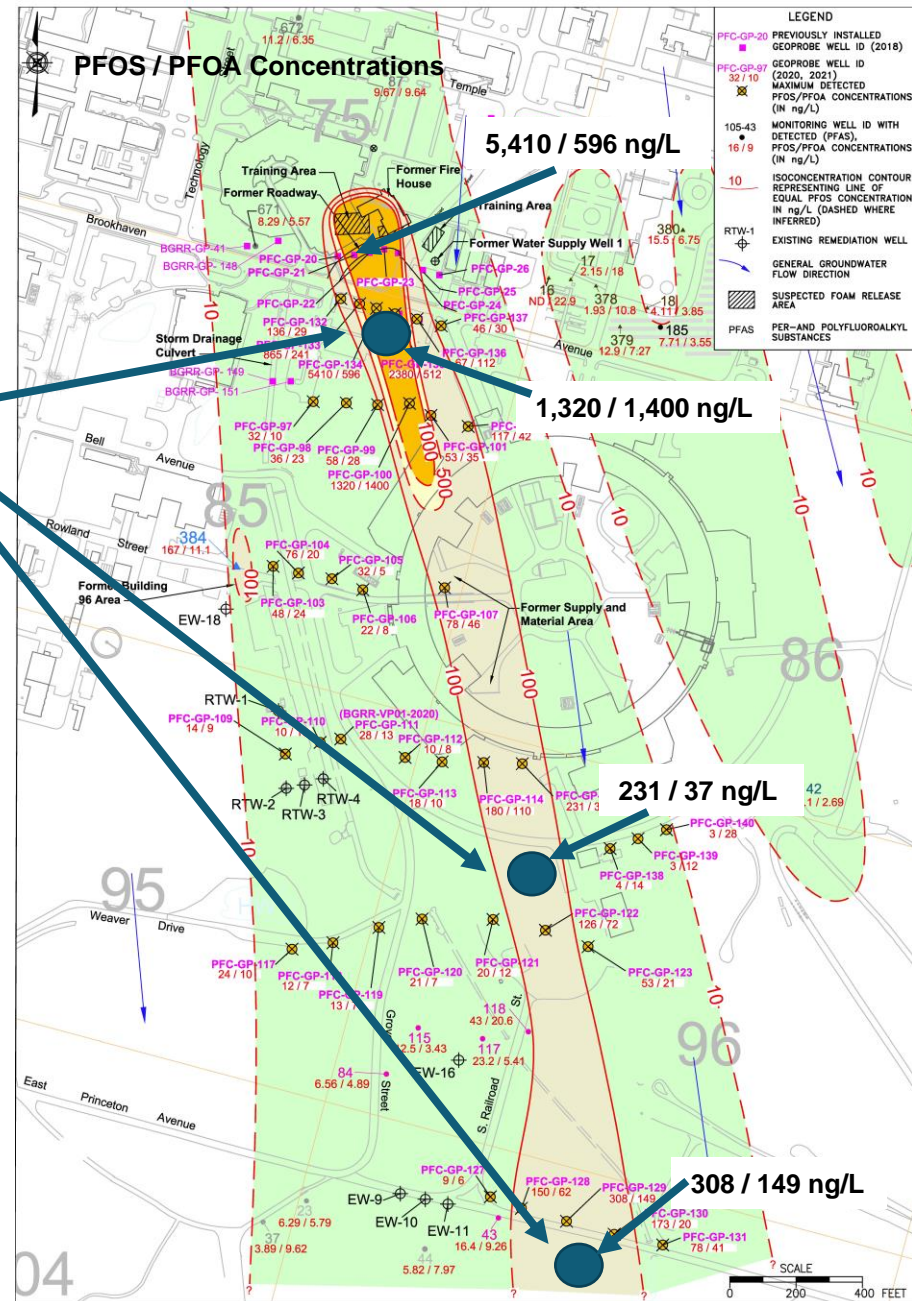 PFOS / PFOA Concentrations
LEGEND
PFC-GP-20 PREVIOUSLY INSTALLED
GEOPROBE WELL ID (2018)
PFC-GP-97 GEOPROBE WELL ID
32 / 10 (2020, 2021)
MAXIMUM DETECTED
PFOS/PFOA CONCENTRATIONS
(IN ng/L)
105-43 MONITORING WELL ID WITH
DETECTED (PFAS),
16 / 9 PFOS/PFOA CONCENTRATIONS
(IN ng/L)
10 ISOCONCENTRATION CONTOUR
REPRESENTING LINE OF
EQUAL PFOS CONCENTRATION
IN ng/L (DASHED WHERE
INFERRED)
RTW-1 EXISTING REMEDIATION WELL
GENERAL GROUNDWATER
FLOW DIRECTION
SUSPECTED FOAM RELEASE
AREA
PFAS PER-AND POLYFLUOROALKYL
SUBSTANCES
672
11.2 / 6.35
87
9.67 / 9.64
Temple
75
5,410 / 596 ng/L
Technology
Training Area
Former Fire
House
Former Roadway
Training Area
671
8.29 / 5.57
Brookhaven
BGRR-GP-41
BGRR-GP- 148
PFC-GP-20
PFC-GP-21
Former Water Supply Well 1
PFC-GP-26
PFC-GP-25
PFC-GP-23
PFC-GP-24
PFC-GP-22
380
15.5 / 6.75
17
2.15 / 18
16
ND / 22.9
378
1.93 / 10.8
18
4.11 / 3.85
185
7.71 / 3.55
379
12.9 / 7.27
PFC-GP-137
46 / 30
PFC-GP-132
136 / 29
PFC-GP-133
865 / 241
PFC-GP-136
67 / 112
Avenue
Storm Drainage
Culvert
BGRR-GP- 149
BGRR-GP- 151
PFC-GP-134
5410 / 596
2380 / 512
1,320 / 1,400 ng/L
PFC-GP-97
32 / 10
PFC-GP-98
36 / 23
PFC-GP-99
58 / 28
PFC-GP-100
1320 / 1400
PFC-GP-101
53 / 35
117 / 42
1000
500
10
10
10
10
Bell
Avenue
85
Rowland
Street
384
167 / 11.1
100
Former Building
96 Area
EW-18
PFC-GP-104
76 / 20
PFC-GP-105
32 / 5
PFC-GP-103
48 / 24
PFC-GP-106
22 / 8
PFC-GP-107
78 / 46
Former Supply and
Material Area
86
100
100
RTW-1
PFC-GP-109
14 / 9
PFC-GP-110
(BGRR-VP01-2020)
PFC-GP-111
28 / 13
PFC-GP-112
10 / 8
PFC-GP-113
18 / 10
PFC-GP-114
180 / 110
RTW-2
RTW-3
RTW-4
231 / 37 ng/L
42
PFC-GP-140
3 / 28
PFC-GP-139
3 / 12
PFC-GP-138
4 / 14
10
95
Weaver
Drive
PFC-GP-122
126 / 72
PFC-GP-117
24 / 10
12 / 7
PFC-GP-119
PFC-GP-120
21 / 7
PFC-GP-121
20 / 12
PFC-GP-123
53 / 21
10
96
118
43 / 20.6
St.
115
117
23.2 / 5.41
EW-16
84
6.56 / 4.89
Street
S. Railroad
East
Princeton
Avenue
PFC-GP-127
9 / 6
PFC-GP-128
150 / 62
PFC-GP-129
308 / 149
308 / 149 ng/L
PFC-GP-130
173 / 20
PFC-GP-131
78 / 41
EW-9
EW-10
EW-11
23
6.29 / 5.79
37
3.89 / 9.62
43
16.4 / 9.26
44
5.82 / 7.97
04
?
?
?
?
SCALE
0 200 400 FEET